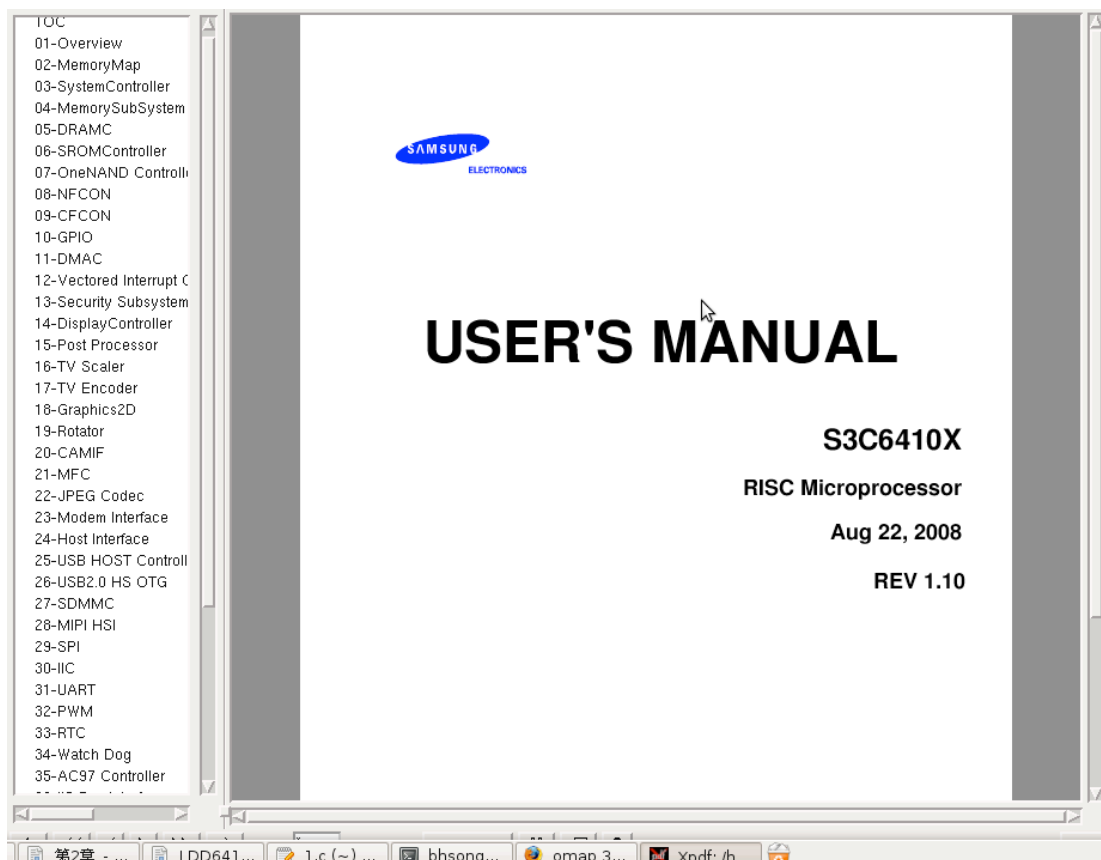 TOC
01-Overview
02-MemoryMap
03-SystemController
04-MemorySubSystem
05-DRAMC
06-SROMController
07-OneNAND Controll
08-NFCON
09-CFCON
10-GPIO
11-DMAC
12-Vectored Interrupt C
13-Security Subsystem
14-DisplayController
15-Post Processor
16-TV Scaler
17-TV Encoder
18-Graphics2D
19-Rotator
20-CAMIF
21-MFC
22-JPEG Codec
23-Modem Interface
24-Host Interface
25-USB HOST Controll
26-USB2.0 HS OTG
27-SDMMC
28-MIPI HSI
29-SPI
30-IIC
31-UART
32-PWM
33-RTC
34-Watch Dog
35-AC97 Controller
SAMSUNG
ELECTRONICS
USER'S MANUAL
S3C6410X
RISC Microprocessor
Aug 22, 2008
REV 1.10
第2章 - ...
LDD641...
1.c (~) ...
bhsong...
omap 3...
Xpdf: /h...